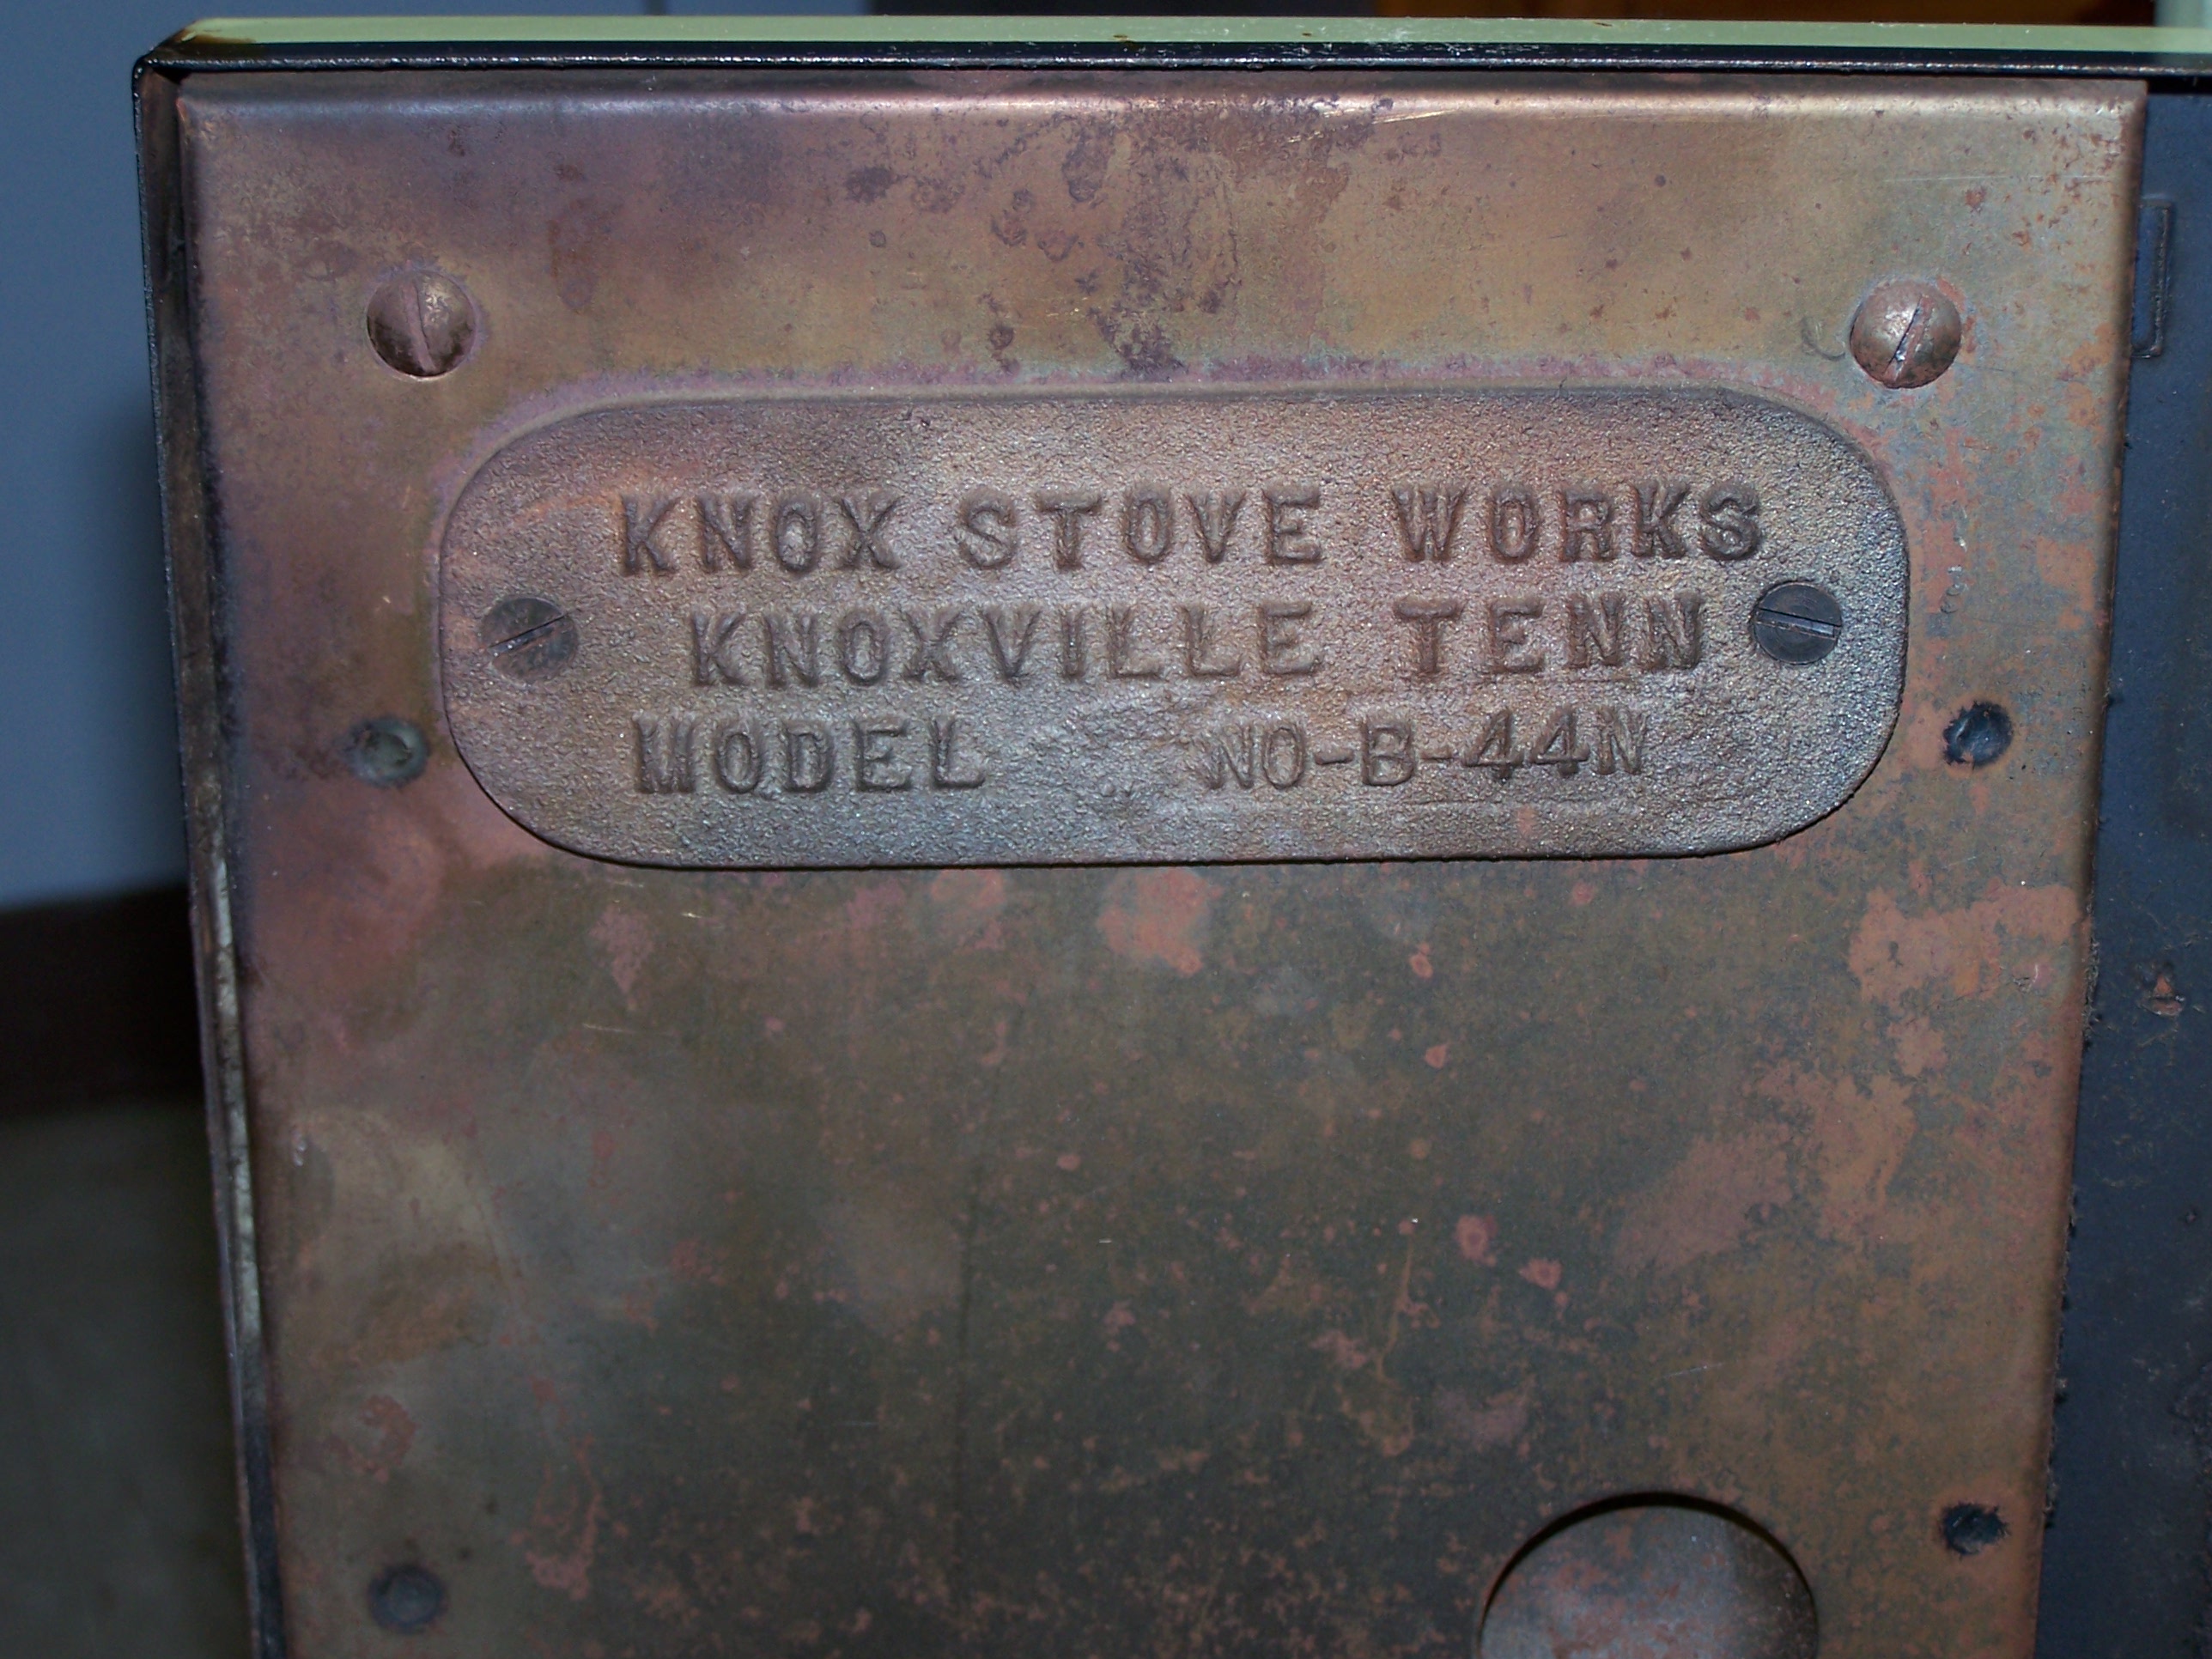 KNOX STOVE WORKS
KNOXVILLE TENN
MODEL NO-B-44N